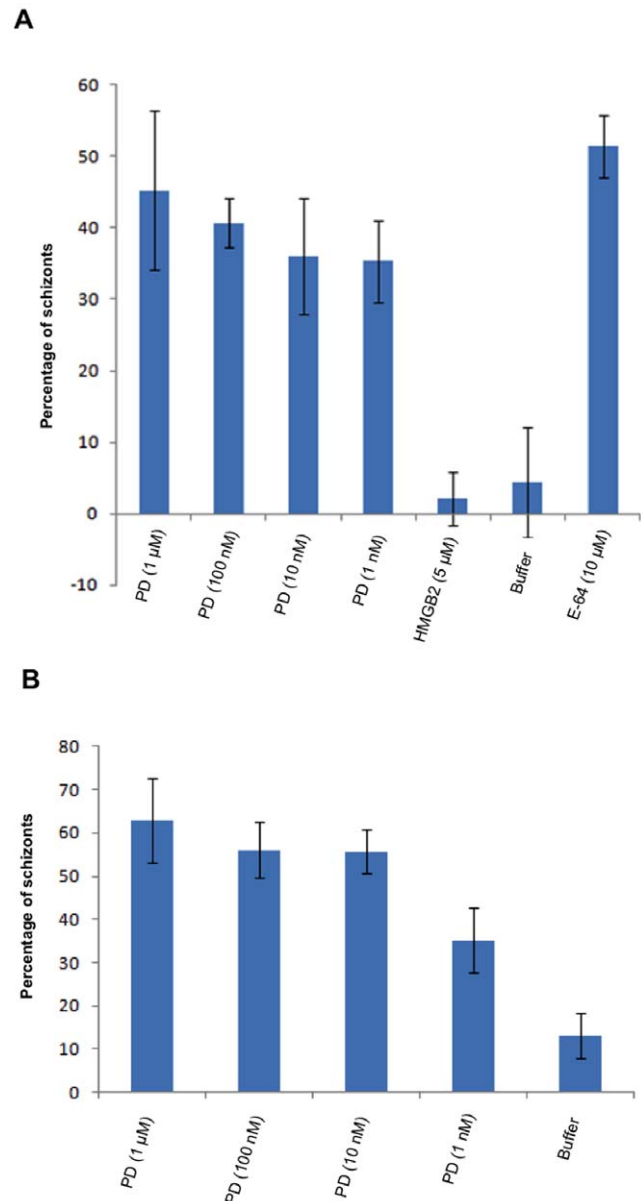 A
60
50
40
30
20
10
0
-10
Percentage of schizonts
PD (1 µM)
PD (100 nM)
PD (10 nM)
PD (1 nM)
HMGB2 (5 µM)
Buffer
E-64 (10 µM)
B
80
70
60
50
40
30
20
10
0
Percentage of schizonts
PD (1 µM)
PD (100 nM)
PD (10 nM)
PD (1 nM)
Buffer